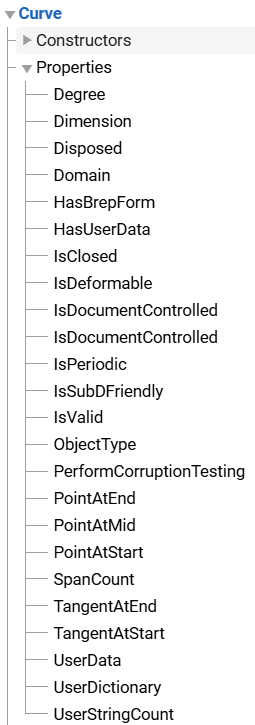 Curve
Constructors
Properties
Degree
Dimension
Disposed
Domain
HasBrepForm
HasUserData
IsClosed
IsDeformable
IsDocumentControlled
IsDocumentControlled
IsPeriodic
IsSubDFriendly
IsValid
ObjectType
PerformCorruptionTesting
PointAtEnd
PointAtMid
PointAtStart
SpanCount
TangentAtEnd
TangentAtStart
UserData
UserDictionary
UserStringCount